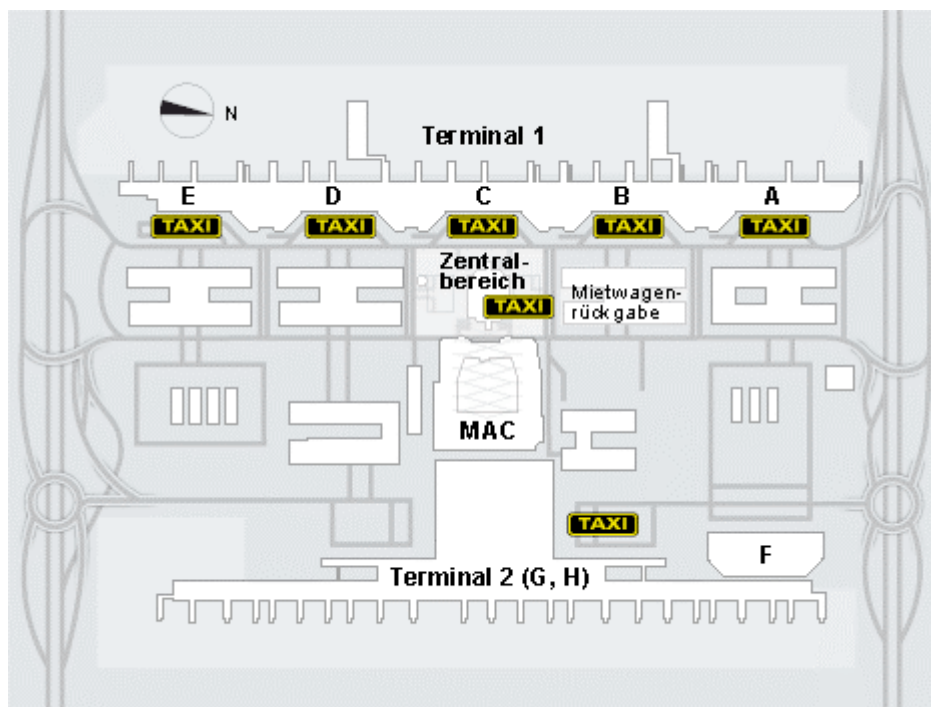 N
Terminal 1
E
D
C
B
A
TAXI
TAXI
TAXI
TAXI
TAXI
Zentral-
bereich
TAXI
Mietwagen-
rückgabe
MAC
TAXI
F
Terminal 2 (G, H)